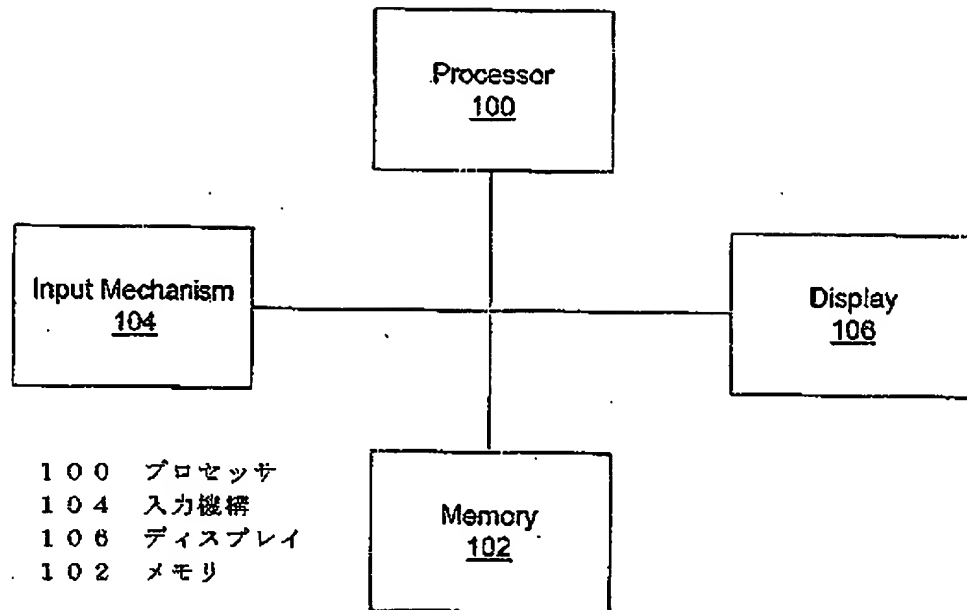 Processor
100
Input Mechanism
104
Display
106
Memory
102
100 プロセッサ
104 入力機構
106 ディスプレイ
102 メモリ